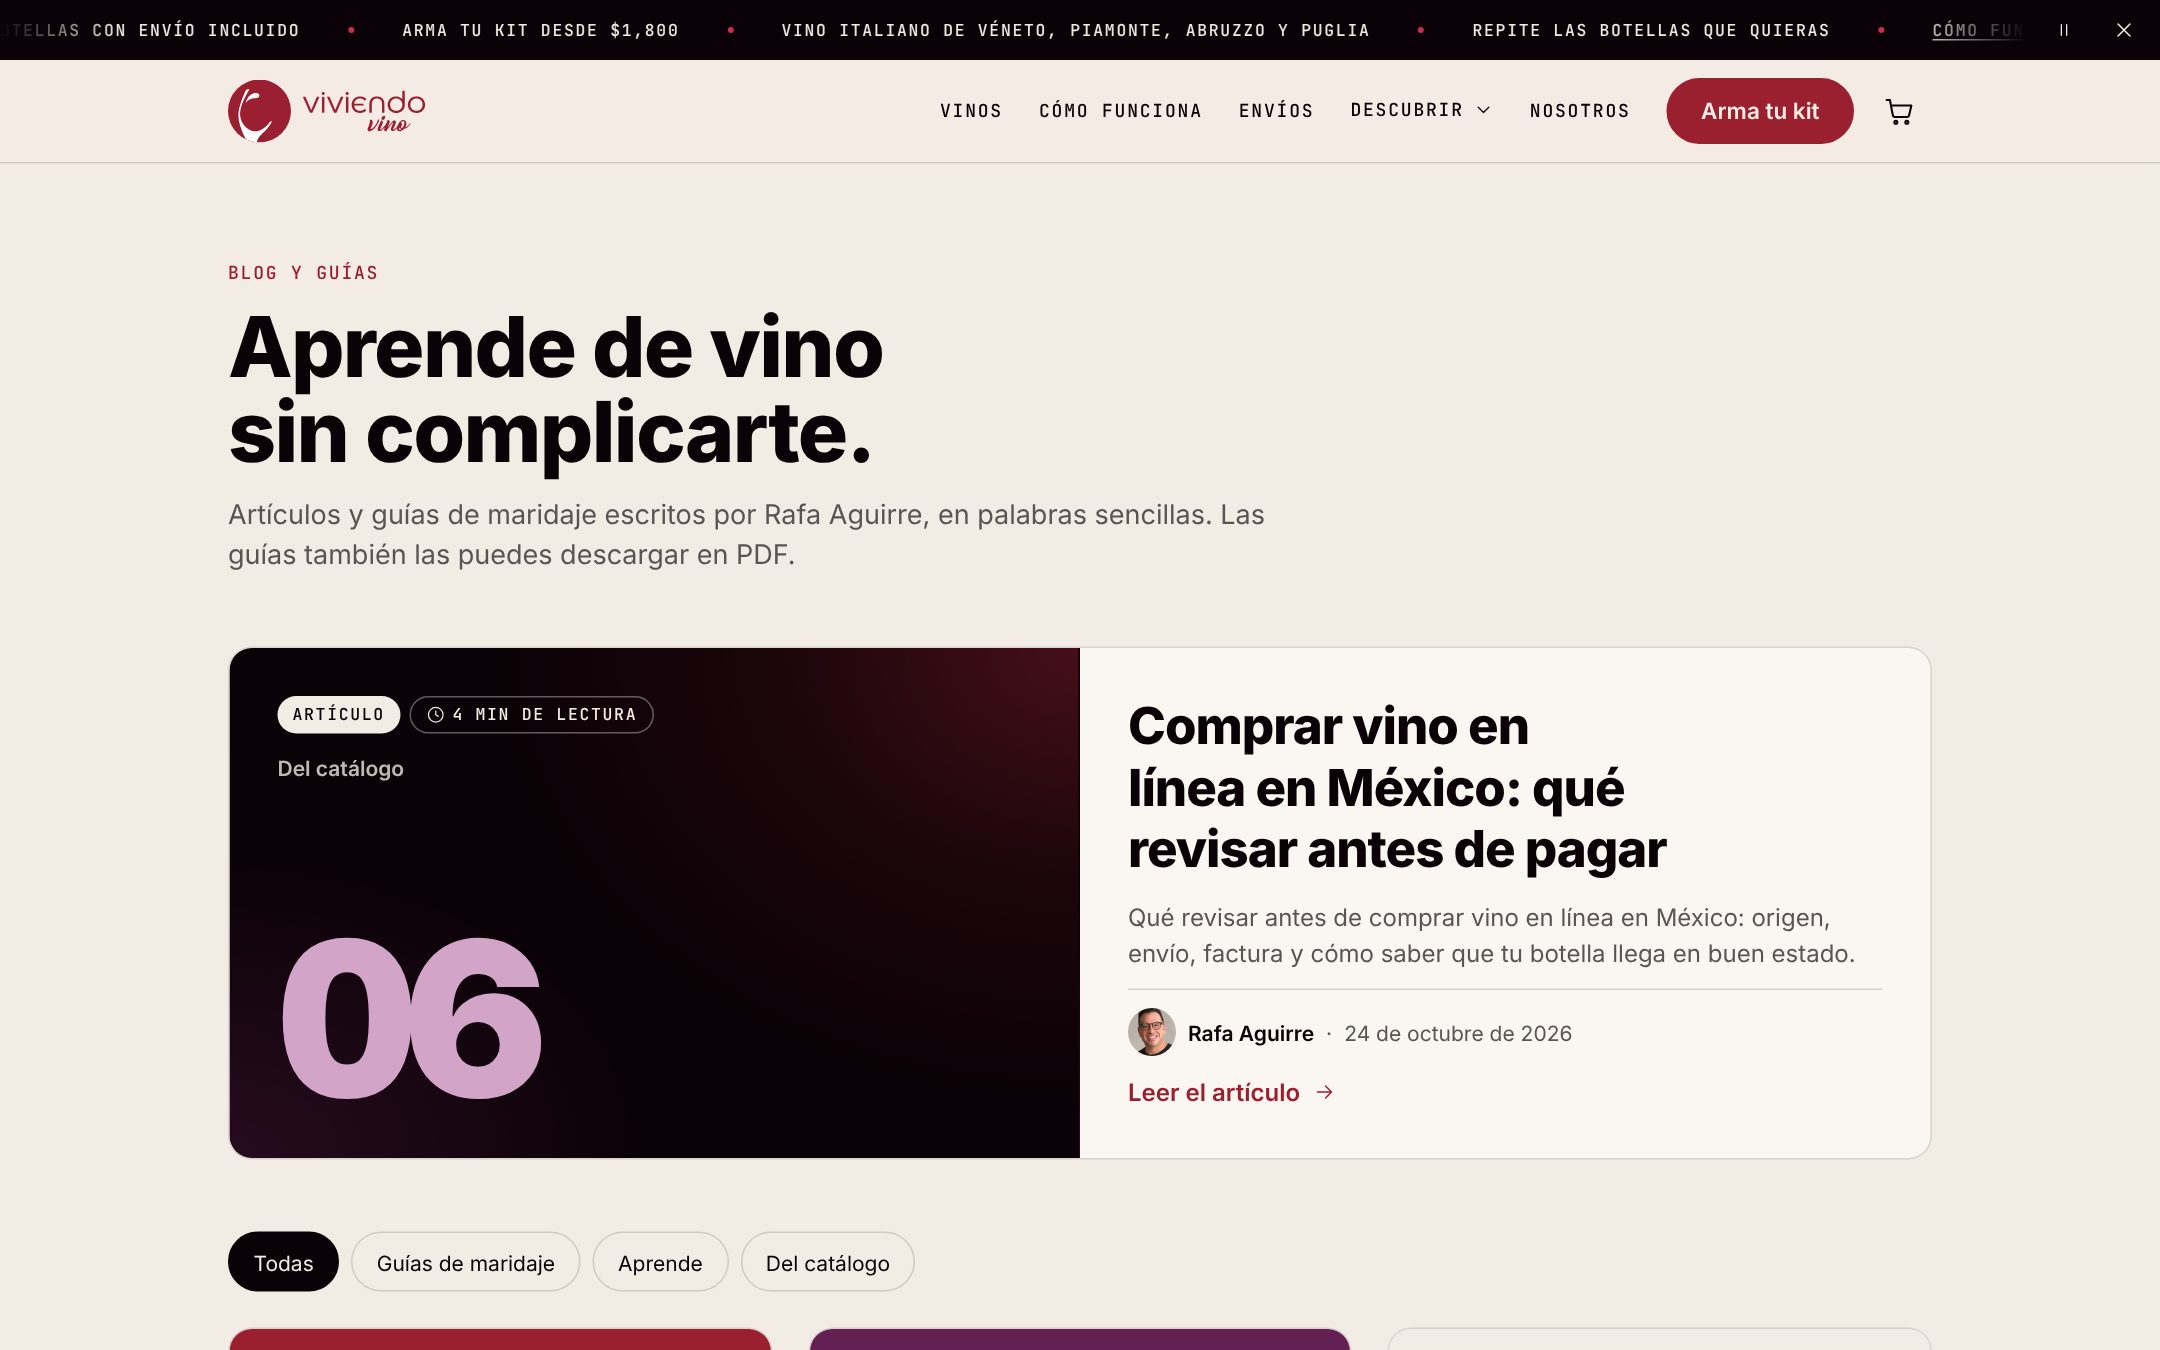 CON ENVÍO INCLUIDO • ARMA TU KIT DESDE $1,800 • VINO ITALIANO DE VÉNETO, PIAMONTE, ABRUZZO Y PUGLIA • REPITE LAS BOTELLAS QUE QUIERAS • CÓMO
viviendo
vino
VINOS CÓMO FUNCIONA ENVÍOS DESCUBRIR NOSOTROS Arma tu kit
BLOG Y GUÍAS
Aprende de vino
sin complicarte.
Artículos y guías de maridaje escritos por Rafa Aguirre, en palabras sencillas. Las
guías también las puedes descargar en PDF.
ARTÍCULO 4 MIN DE LECTURA
Del catálogo
06
Comprar vino en
línea en México: qué
revisar antes de pagar
Qué revisar antes de comprar vino en línea en México: origen,
envío, factura y cómo saber que tu botella llega en buen estado.
Rafa Aguirre · 24 de octubre de 2026
Leer el artículo →
Todas Guías de maridaje Aprende Del catálogo